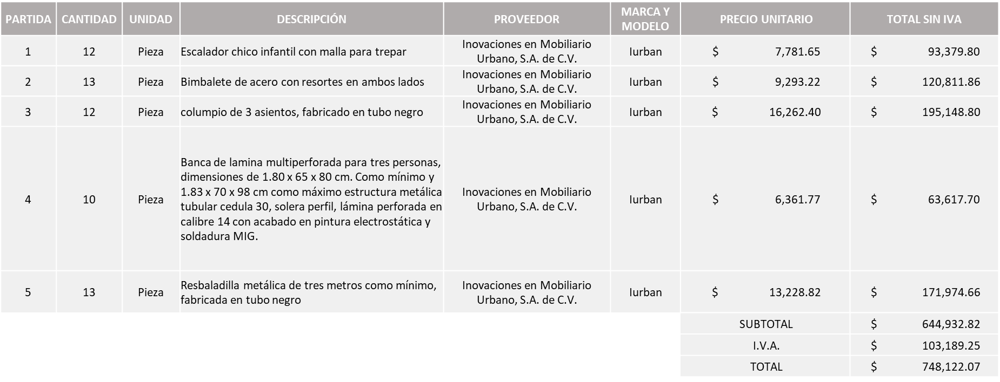 PARTIDA CANTIDAD UNIDAD DESCRIPCIÓN PROVEEDOR MARCA Y MODELO PRECIO UNITARIO TOTAL SIN IVA
1 12 Pieza Escalador chico infantil con malla para trepar Inovaciones en Mobiliario Urbano, S.A. de C.V. Iurban $ 7,781.65 $ 93,379.80
2 13 Pieza Bimbalete de acero con resortes en ambos lados Inovaciones en Mobiliario Urbano, S.A. de C.V. Iurban $ 9,293.22 $ 120,811.86
3 12 Pieza columpio de 3 asientos, fabricado en tubo negro Inovaciones en Mobiliario Urbano, S.A. de C.V. Iurban $ 16,262.40 $ 195,148.80
4 10 Pieza
Banca de lamina multiperforada para tres personas,
dimensiones de 1.80 x 65 x 80 cm. Como mínimo y
1.83 x 70 x 98 cm como máximo estructura metálica
tubular cedula 30, solera perfil, lámina perforada en
calibre 14 con acabado en pintura electrostática y
soldadura MIG.
Inovaciones en Mobiliario
Urbano, S.A. de C.V.
Iurban $ 6,361.77 $ 63,617.70
5 13 Pieza
Resbaladilla metálica de tres metros como mínimo,
fabricada en tubo negro
Inovaciones en Mobiliario
Urbano, S.A. de C.V.
Iurban $ 13,228.82 $ 171,974.66
SUBTOTAL $ 644,932.82
I.V.A. $ 103,189.25
TOTAL $ 748,122.07